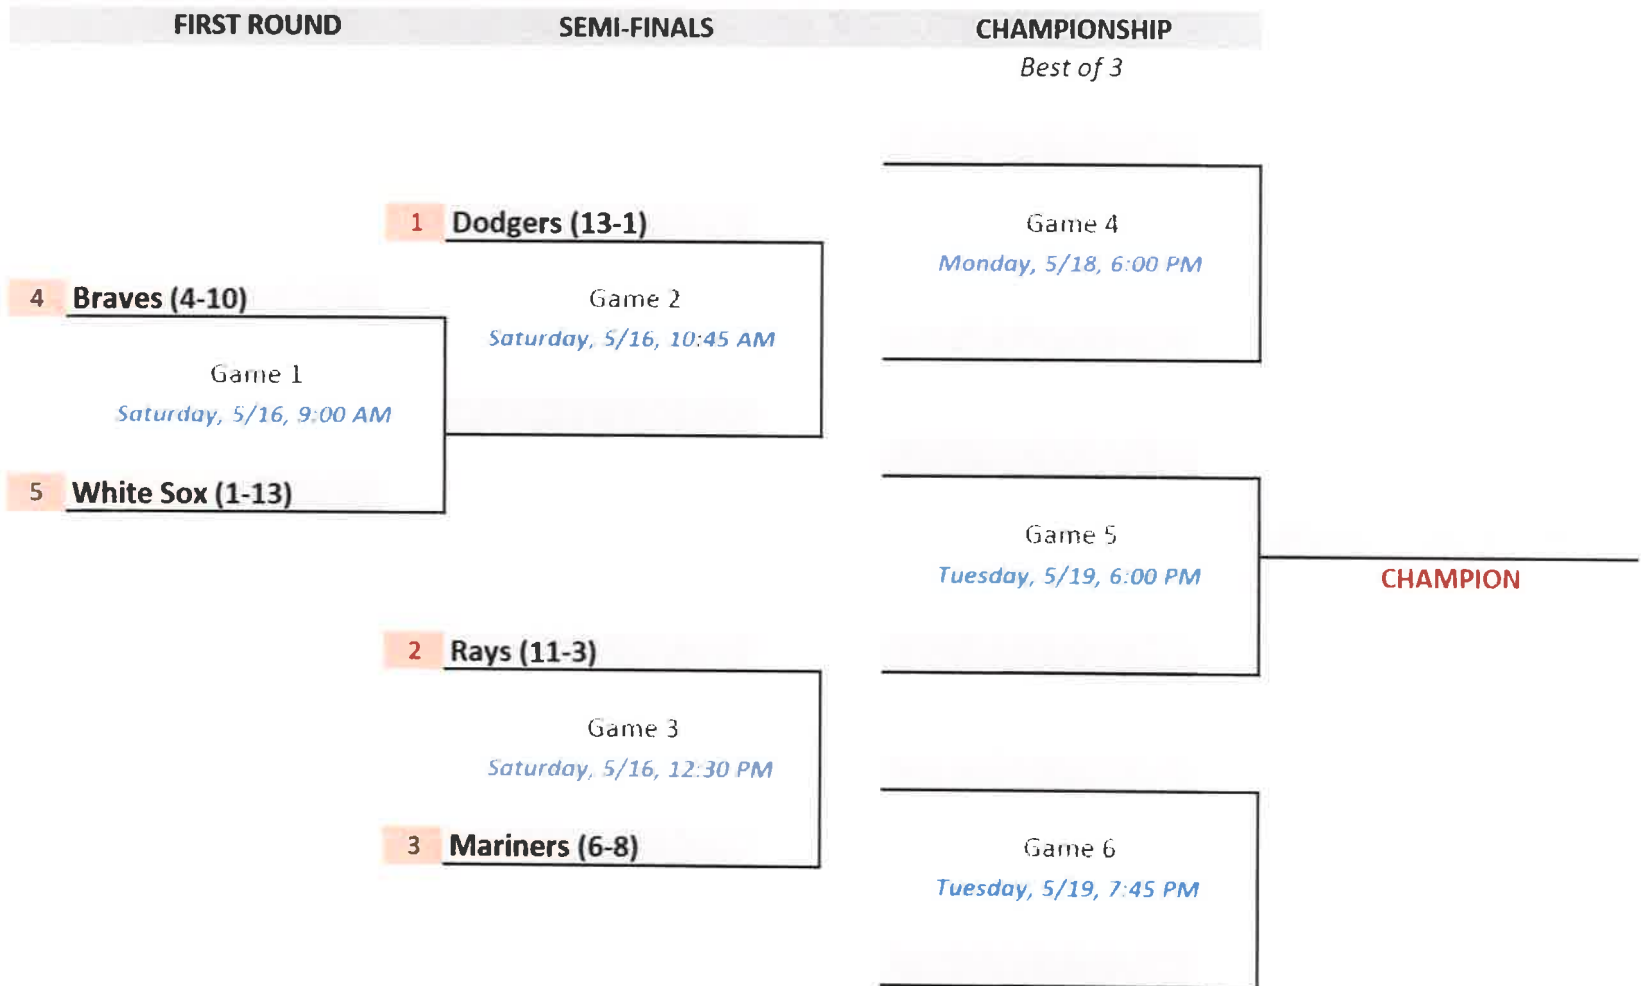 FIRST ROUND
SEMI-FINALS
CHAMPIONSHIP
Best of 3
4 Braves (4-10)
Game 1
Saturday, 5/16, 9:00 AM
5 White Sox (1-13)
1 Dodgers (13-1)
Game 2
Saturday, 5/16, 10:45 AM
2 Rays (11-3)
Game 3
Saturday, 5/16, 12:30 PM
3 Mariners (6-8)
Game 4
Monday, 5/18, 6:00 PM
Game 5
Tuesday, 5/19, 6:00 PM
Game 6
Tuesday, 5/19, 7:45 PM
CHAMPION